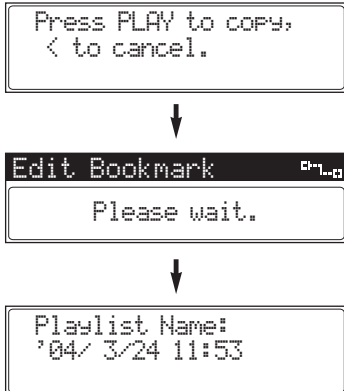 Press PLAY to copy,
< to cancel.
Edit Bookmark
Please wait.
Playlist Name:
'04/ 3/24 11:53